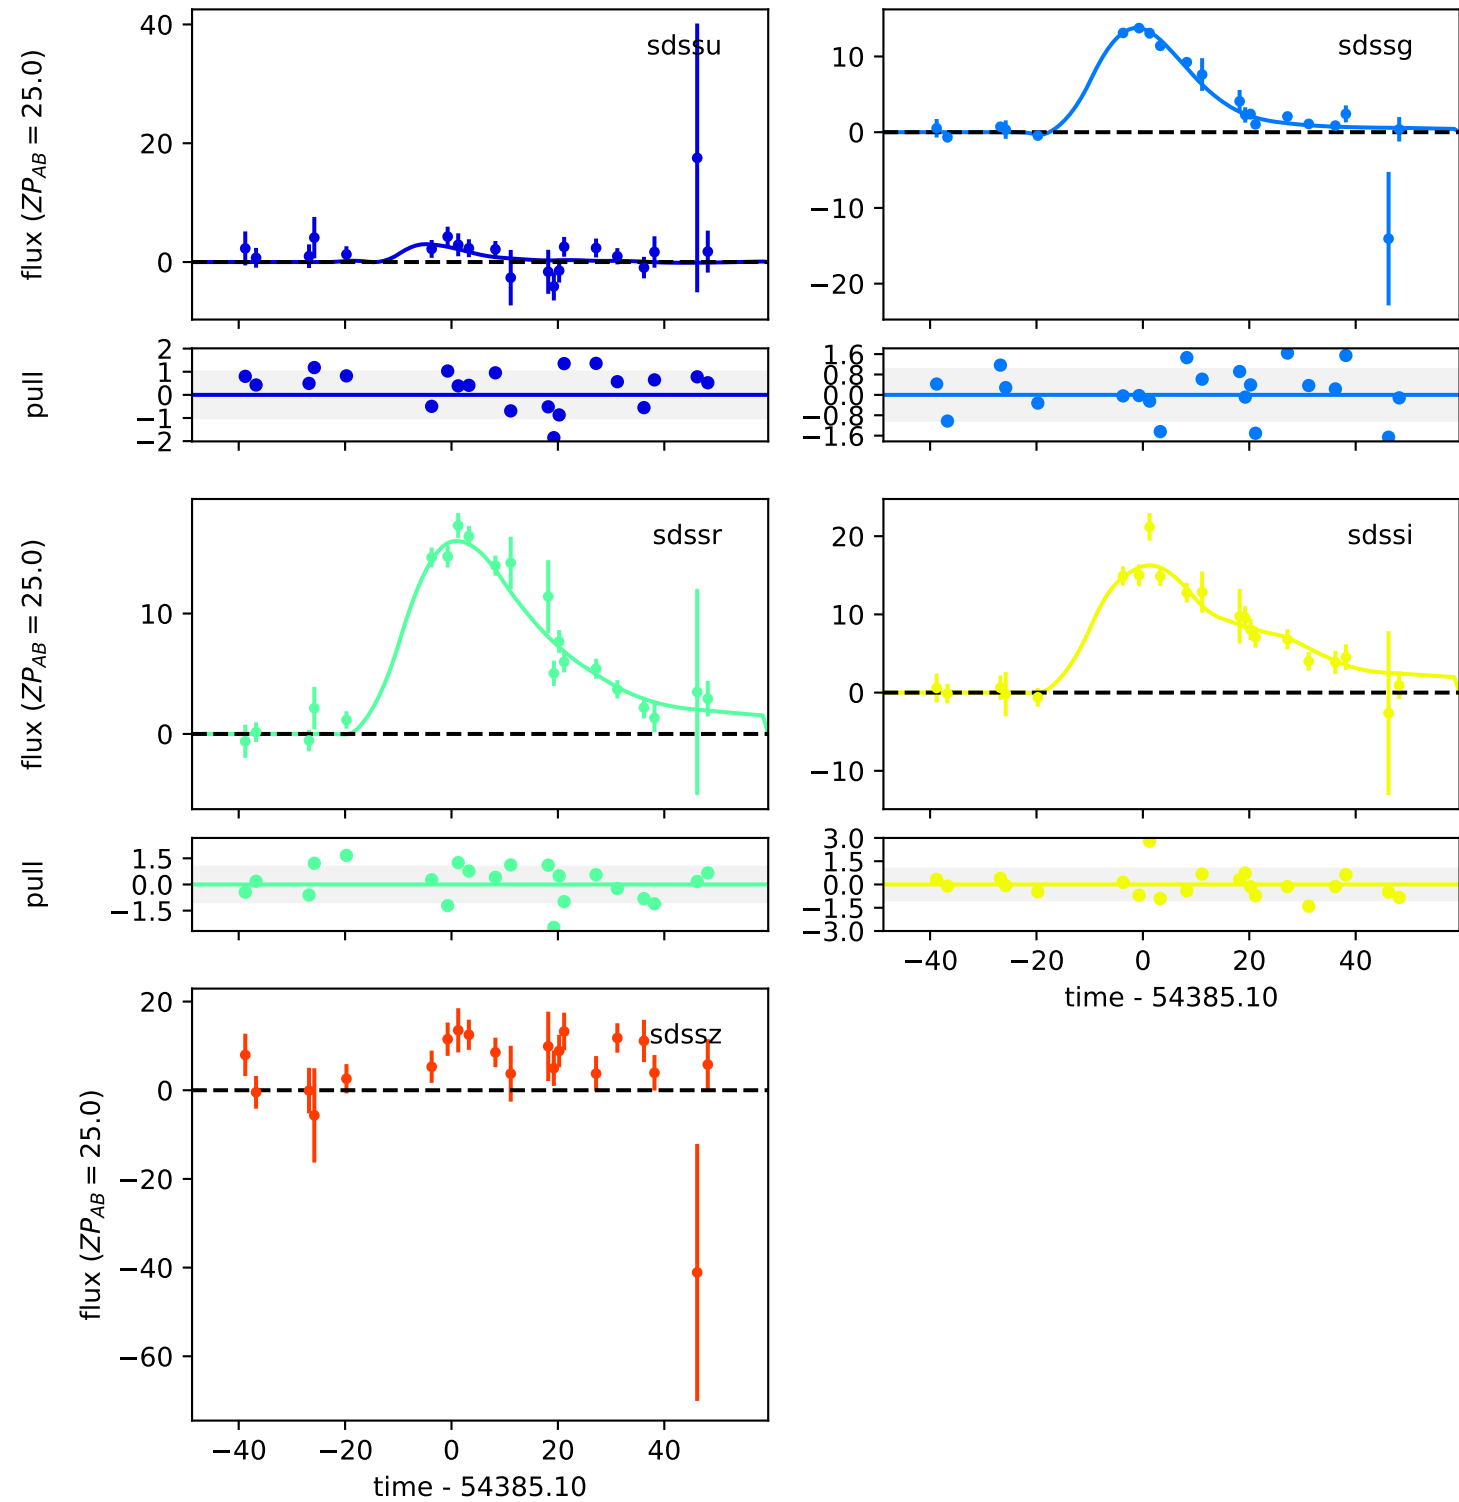 sdssu
flux (ZP_AB = 25.0)
40
20
0
sdssg
10
0
−10
−20
pull
2
1
0
−1
−2
1.6
0.8
0.0
−0.8
−1.6
sdssr
flux (ZP_AB = 25.0)
10
0
sdssi
20
10
0
−10
pull
1.5
0.0
−1.5
3.0
1.5
0.0
−1.5
−3.0
−40 −20 0 20 40
time - 54385.10
sdssz
flux (ZP_AB = 25.0)
20
0
−20
−40
−60
−40 −20 0 20 40
time - 54385.10